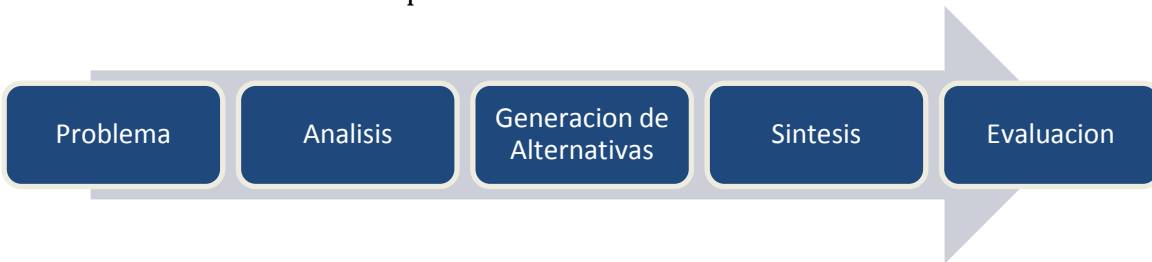 Problema
Analisis
Generacion de
Alternativas
Sintesis
Evaluacion